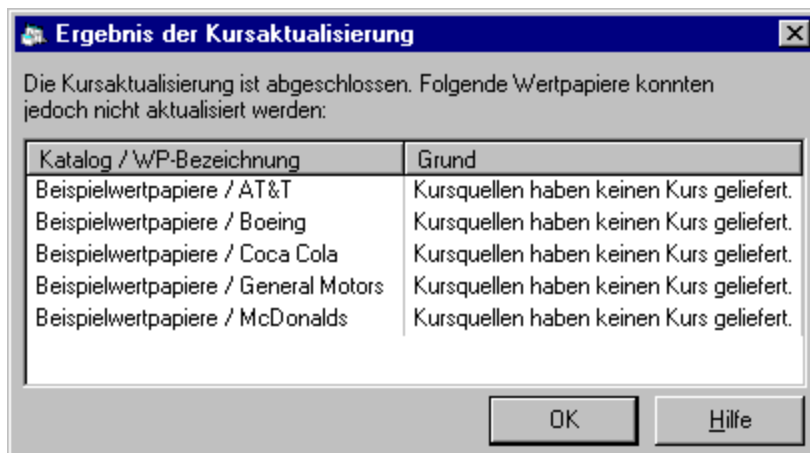 Ergebnis der Kursaktualisierung
Die Kursaktualisierung ist abgeschlossen. Folgende Wertpapiere konnten
jedoch nicht aktualisiert werden:
Katalog / WP-Bezeichnung Grund
Beispielwertpapiere / AT&T Kursquellen haben keinen Kurs geliefert.
Beispielwertpapiere / Boeing Kursquellen haben keinen Kurs geliefert.
Beispielwertpapiere / Coca Cola Kursquellen haben keinen Kurs geliefert.
Beispielwertpapiere / General Motors Kursquellen haben keinen Kurs geliefert.
Beispielwertpapiere / McDonalds Kursquellen haben keinen Kurs geliefert.
OK Hilfe